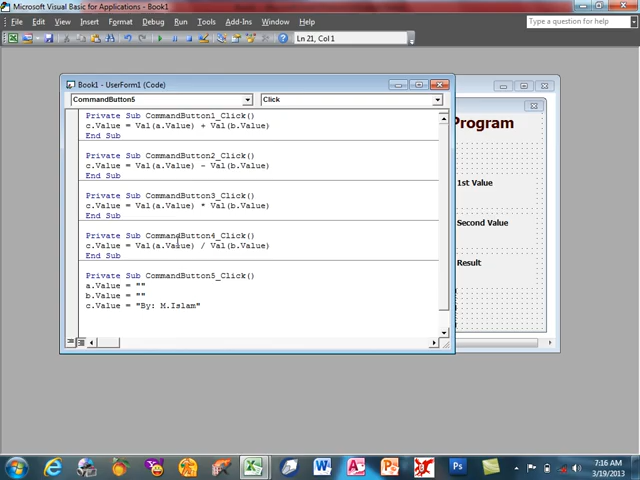 Microsoft Visual Basic for Applications - Book1
File Edit View Insert Format Debug Run Tools Add-Ins Window Help
Type a question for help
Ln 21, Col 1
Book1 - UserForm1 (Code)
CommandButton5 Click
Private Sub CommandButton1_Click()
c.Value = Val(a.Value) + Val(b.Value)
End Sub
Private Sub CommandButton2_Click()
c.Value = Val(a.Value) - Val(b.Value)
End Sub
Private Sub CommandButton3_Click()
c.Value = Val(a.Value) * Val(b.Value)
End Sub
Private Sub CommandButton4_Click()
c.Value = Val(a.Value) / Val(b.Value)
End Sub
Private Sub CommandButton5_Click()
a.Value = ""
b.Value = ""
c.Value = "By: M.Islam"
Program
1st Value
Second Value
Result
7:16 AM
3/19/2013